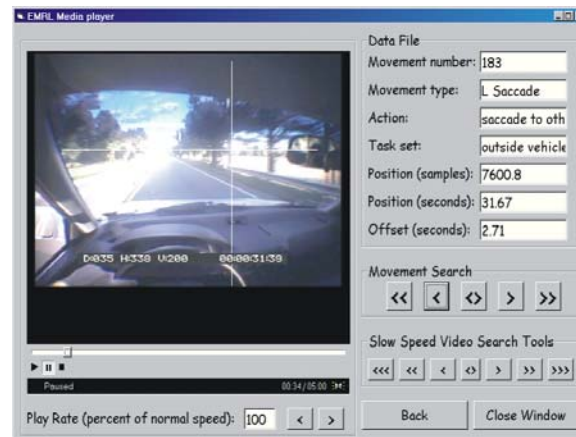 EMRL Media player
D:035 H:339 V:200 00:00:31:39
Paused 00:34/05:00
Play Rate (percent of normal speed): 100 < >
Data File
Movement number: 183
Movement type: L Saccade
Action: saccade to oth
Task set: outside vehicle
Position (samples): 7600.8
Position (seconds): 31.67
Offset (seconds): 2.71
Movement Search
<< < <> > >>
Slow Speed Video Search Tools
<<< << < <> > >> >>>
Back Close Window